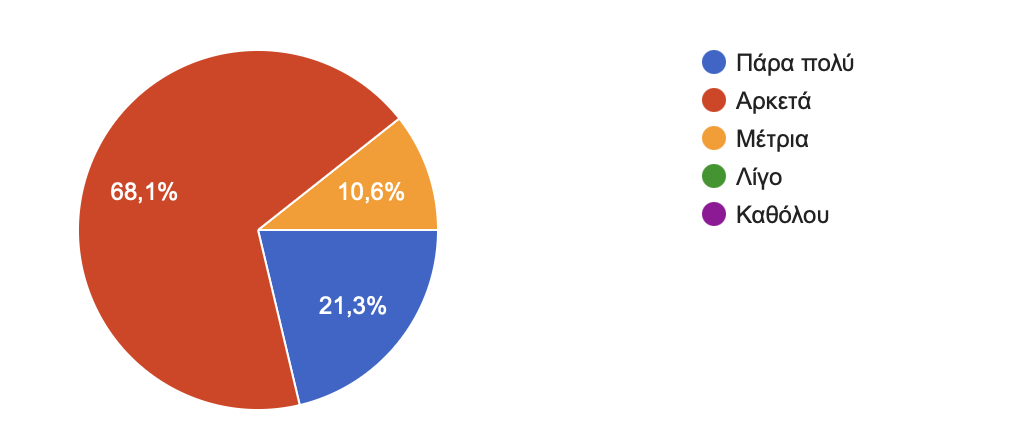 Πάρα πολύ
Αρκετά
Μέτρια
Λίγο
Καθόλου
68,1%
10,6%
21,3%